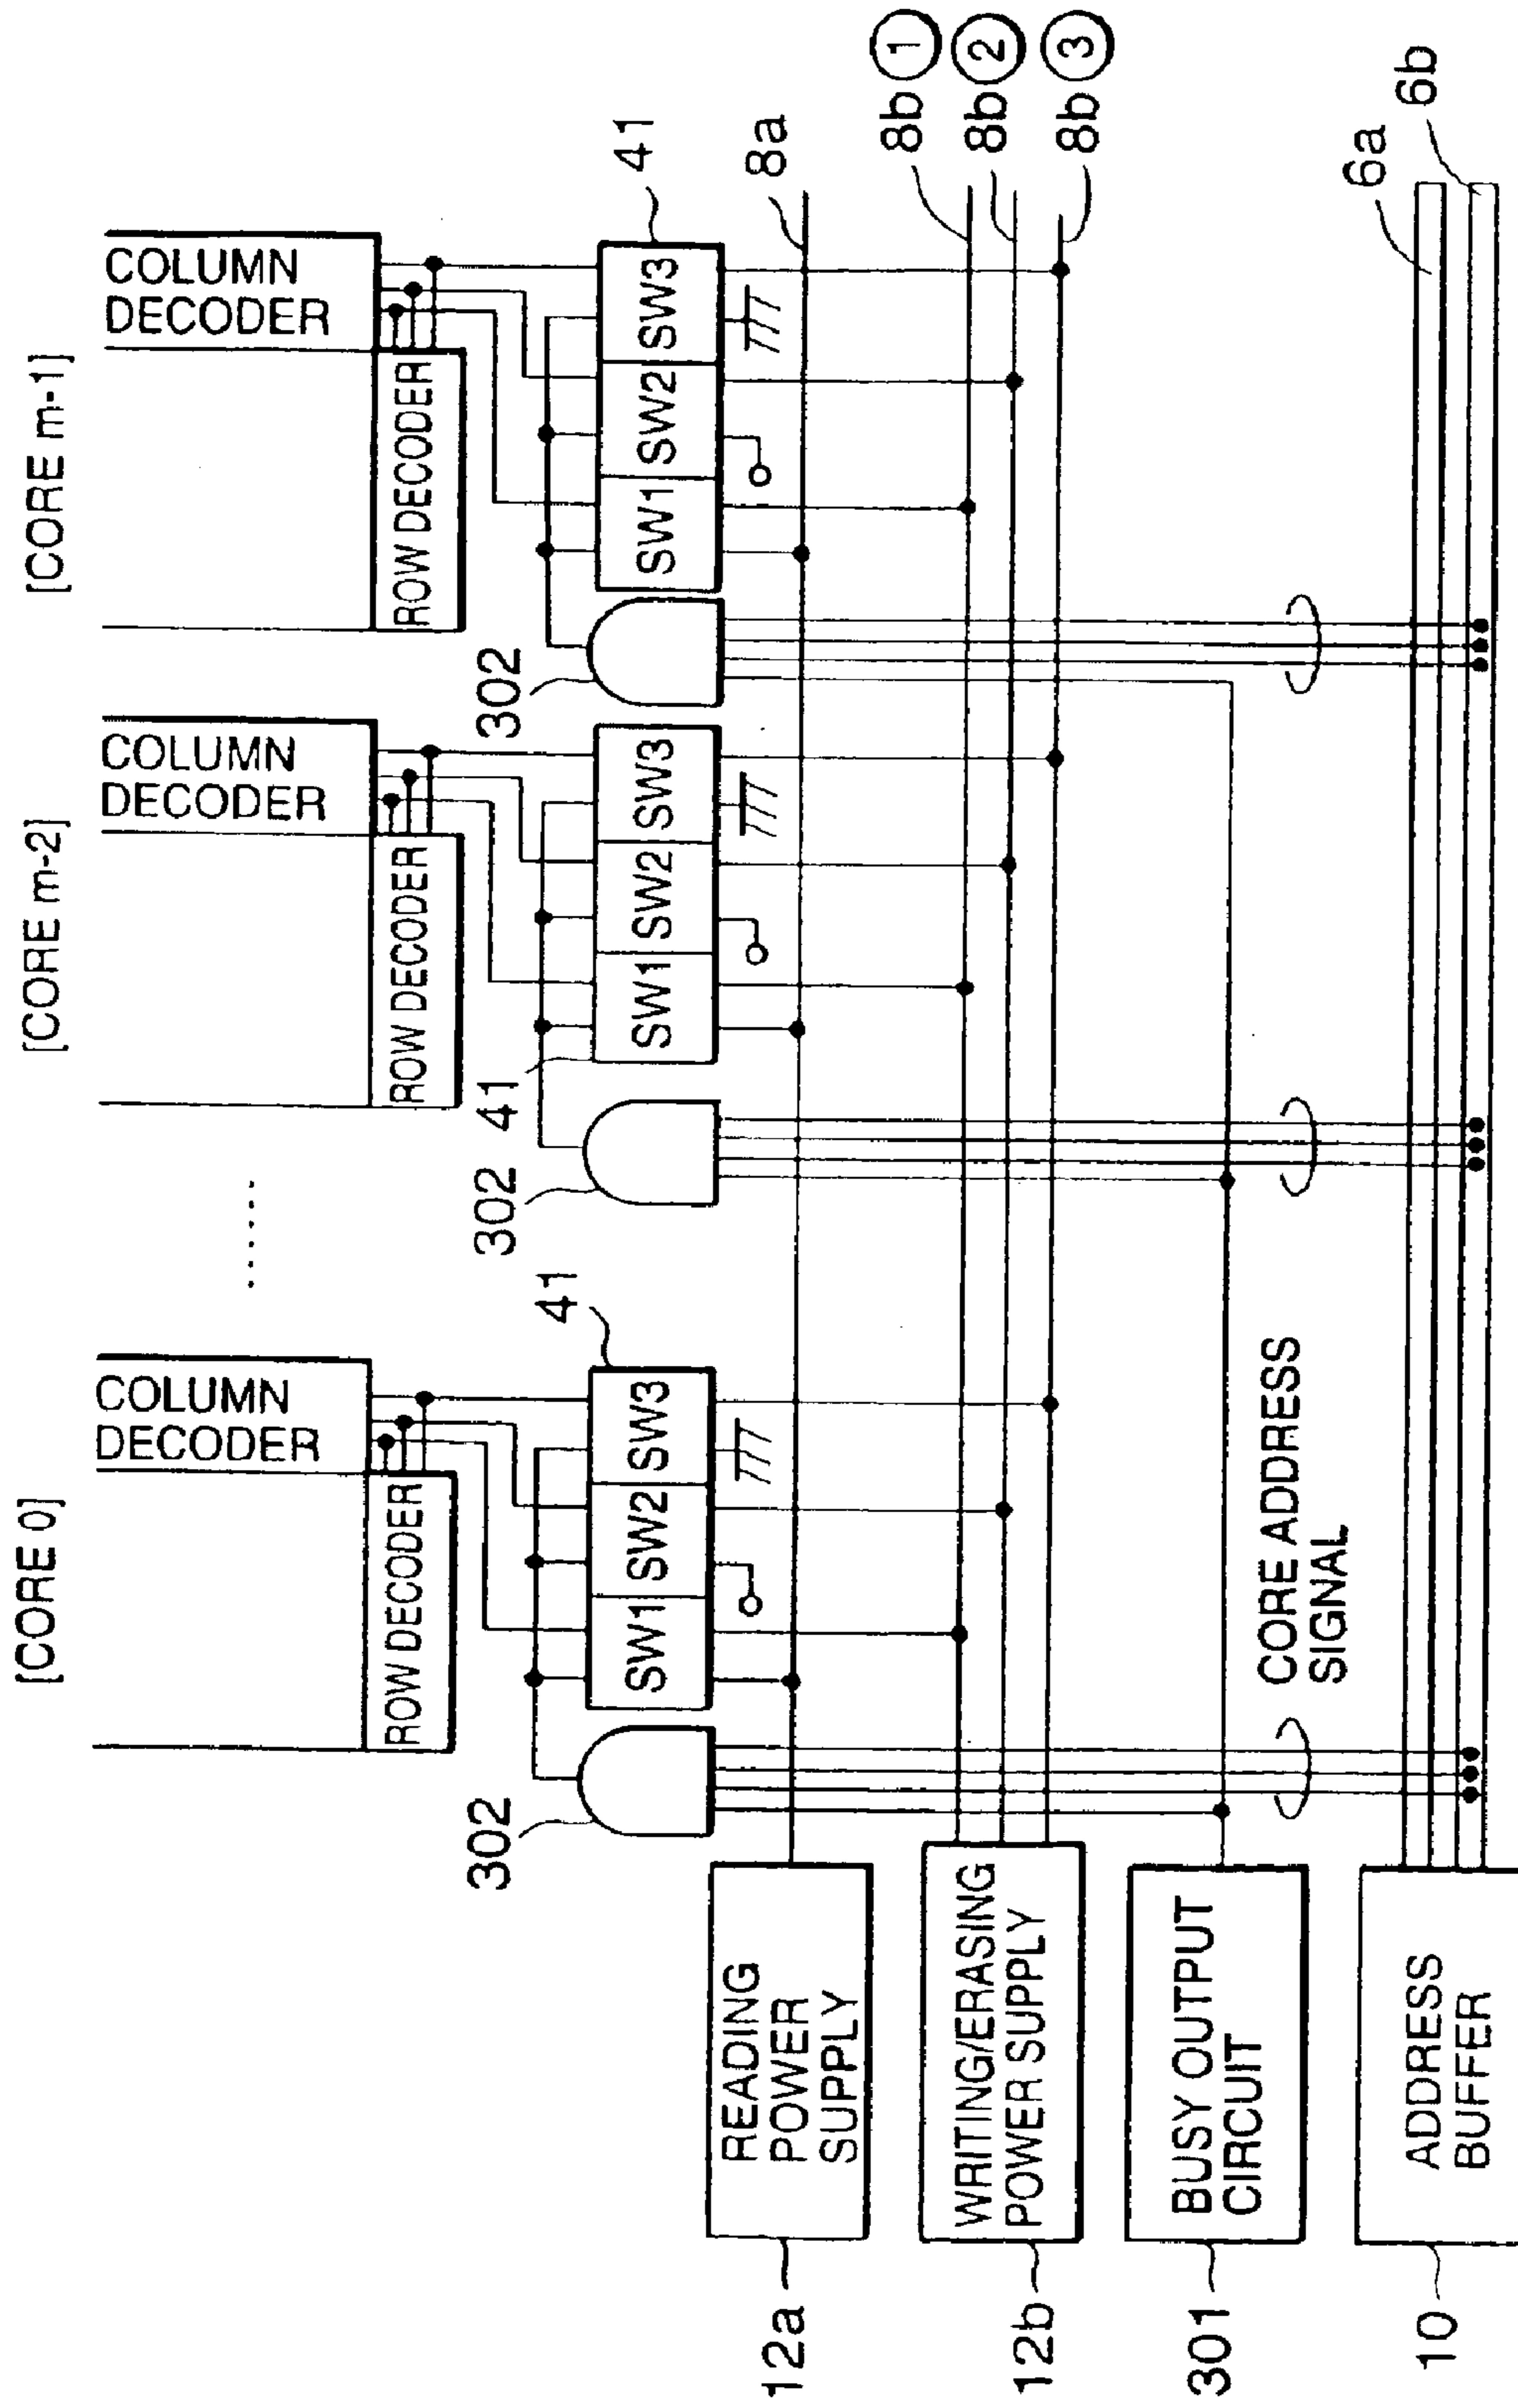 [CORE 0]
[CORE m-2]
[CORE m-1]
COLUMN
DECODER
ROW DECODER
.....
COLUMN
DECODER
ROW DECODER
COLUMN
DECODER
ROW DECODER
302
SW1 SW2 SW3
41
302
41
SW1 SW2 SW3
302
SW1 SW2 SW3
41
12a
READING
POWER
SUPPLY
8a
12b
WRITING/ERASING
POWER SUPPLY
8b ①
8b ②
8b ③
301
BUSY OUTPUT
CIRCUIT
CORE ADDRESS
SIGNAL
10
ADDRESS
BUFFER
6a
6b